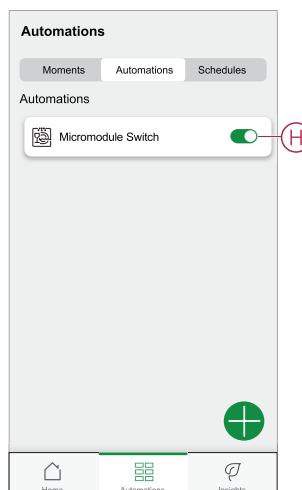 Automations
Moments Automations Schedules
Automations
Micromodule Switch
H
Home Automations Insights